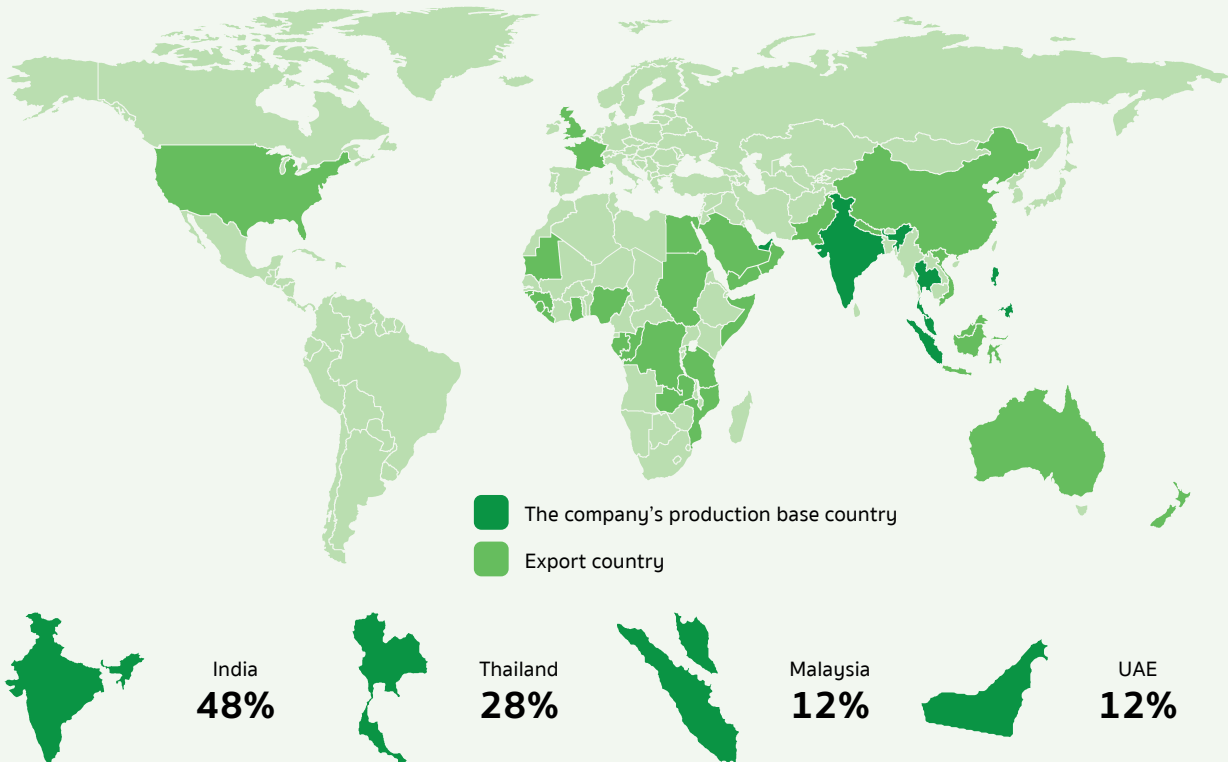 The company's production base country
Export country
India
48%
Thailand
28%
Malaysia
12%
UAE
12%